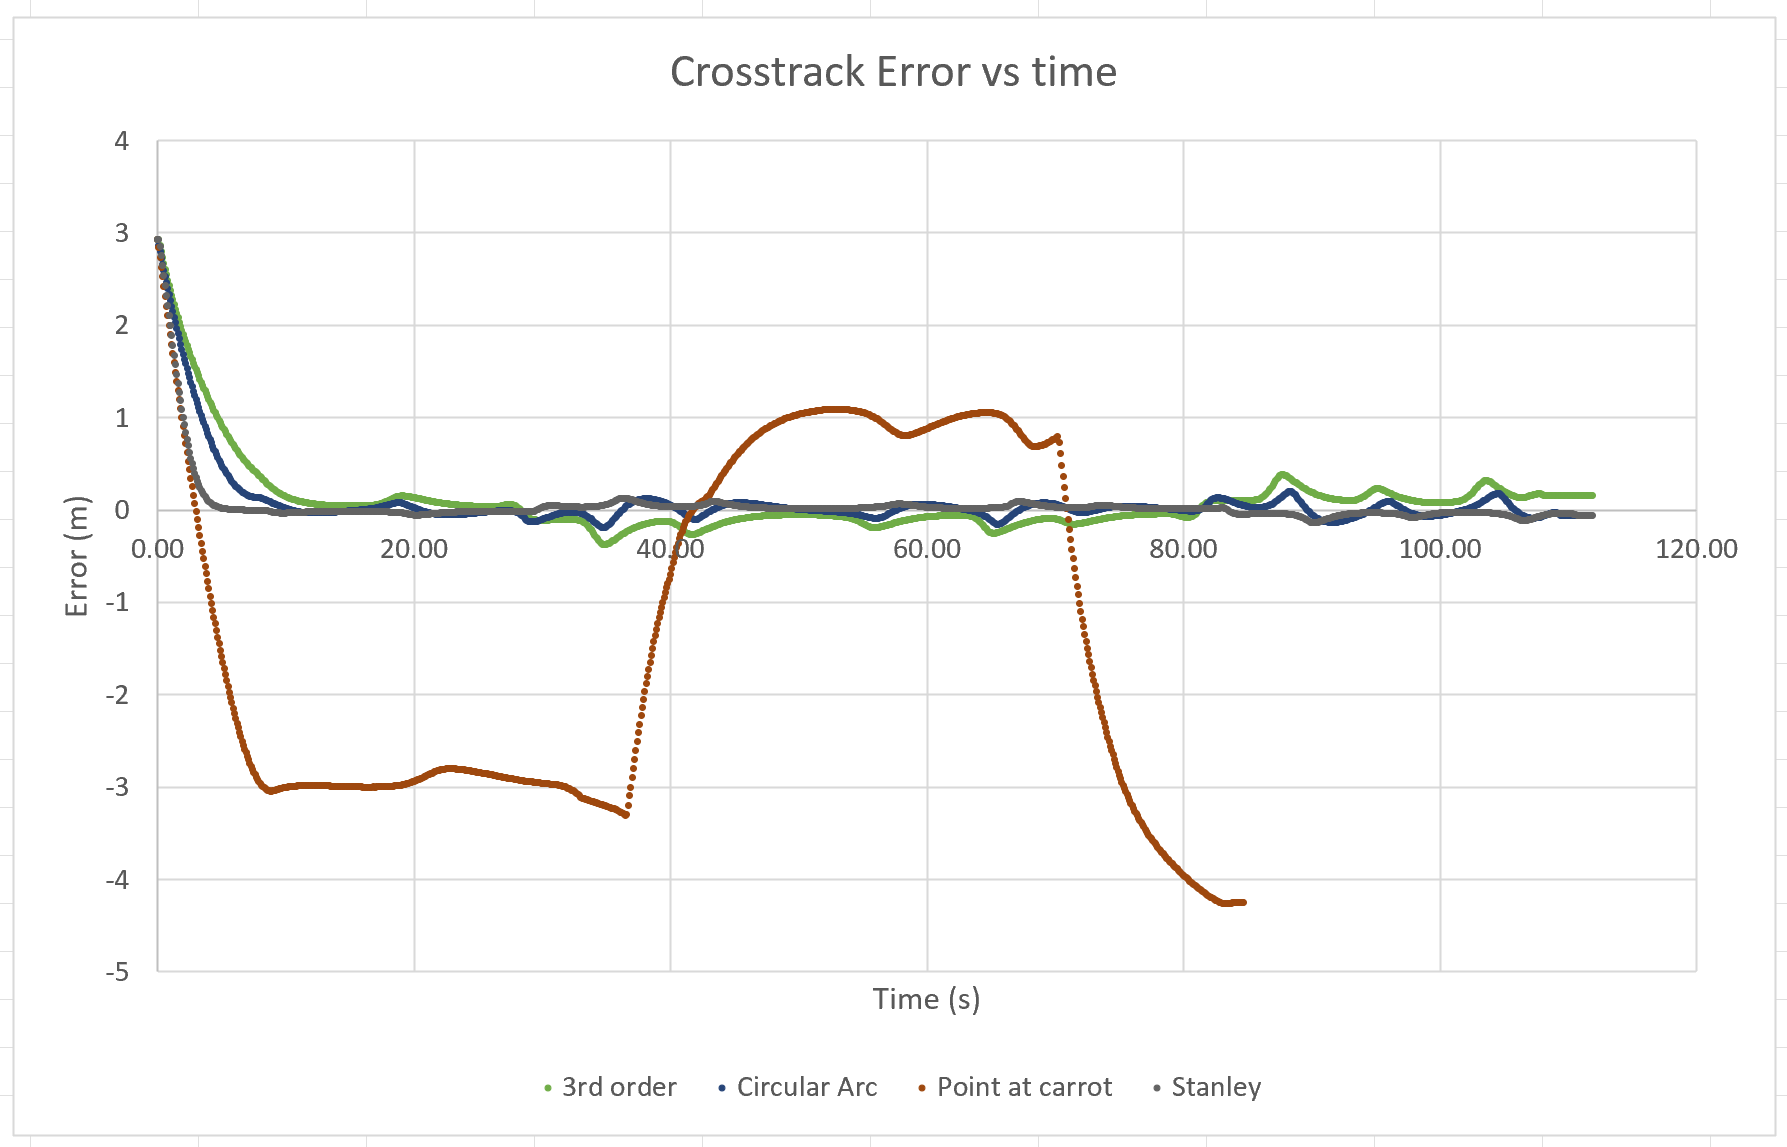 Crosstrack Error vs time
4
3
2
1
0
-1
-2
-3
-4
-5
Error (m)
0.00 20.00 40.00 60.00 80.00 100.00 120.00
Time (s)
3rd order Circular Arc Point at carrot Stanley